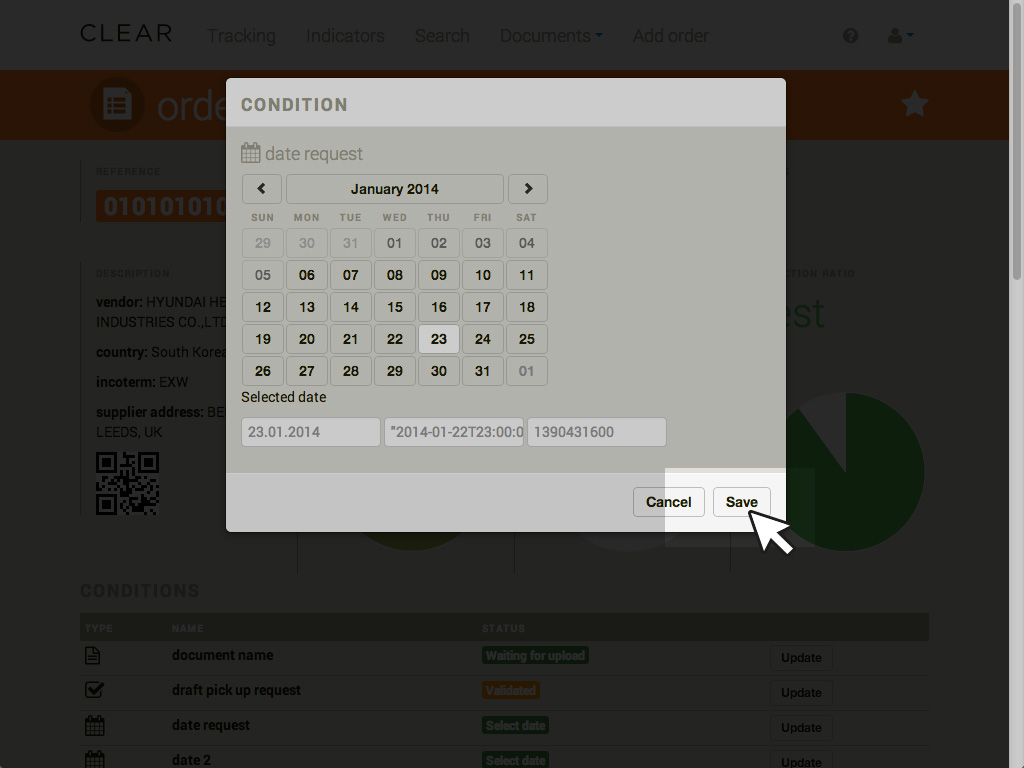 CLEAR Tracking Indicators Search Documents Add order
orde
CONDITION
REFERENCE
010101010
date request
January 2014
SUN MON TUE WED THU FRI SAT
29 30 31 01 02 03 04
05 06 07 08 09 10 11
12 13 14 15 16 17 18
19 20 21 22 23 24 25
26 27 28 29 30 31 01
Selected date
23.01.2014 "2014-01-22T23:00:0 1390431600
Cancel Save
DESCRIPTION
vendor: HYUNDAI HE
INDUSTRIES CO.,LTD
country: South Korea
incoterm: EXW
supplier address: BE
LEEDS, UK
CTION RATIO
est
CONDITIONS
TYPE NAME STATUS
document name Waiting for upload Update
draft pick up request Validated Update
date request Select date Update
date 2 Select date Update